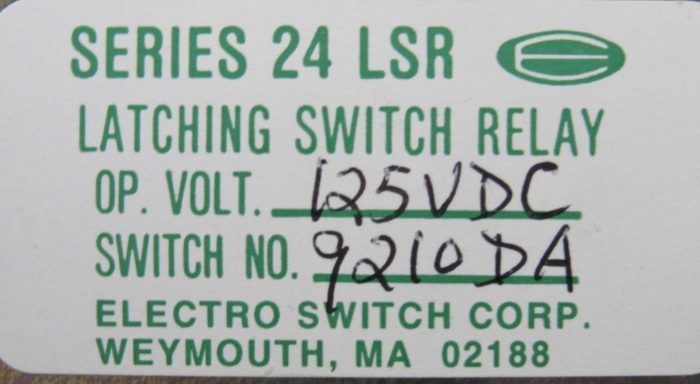 SERIES 24 LSR
LATCHING SWITCH RELAY
OP. VOLT. 125VDC
SWITCH NO. 9210DA
ELECTRO SWITCH CORP.
WEYMOUTH, MA 02188